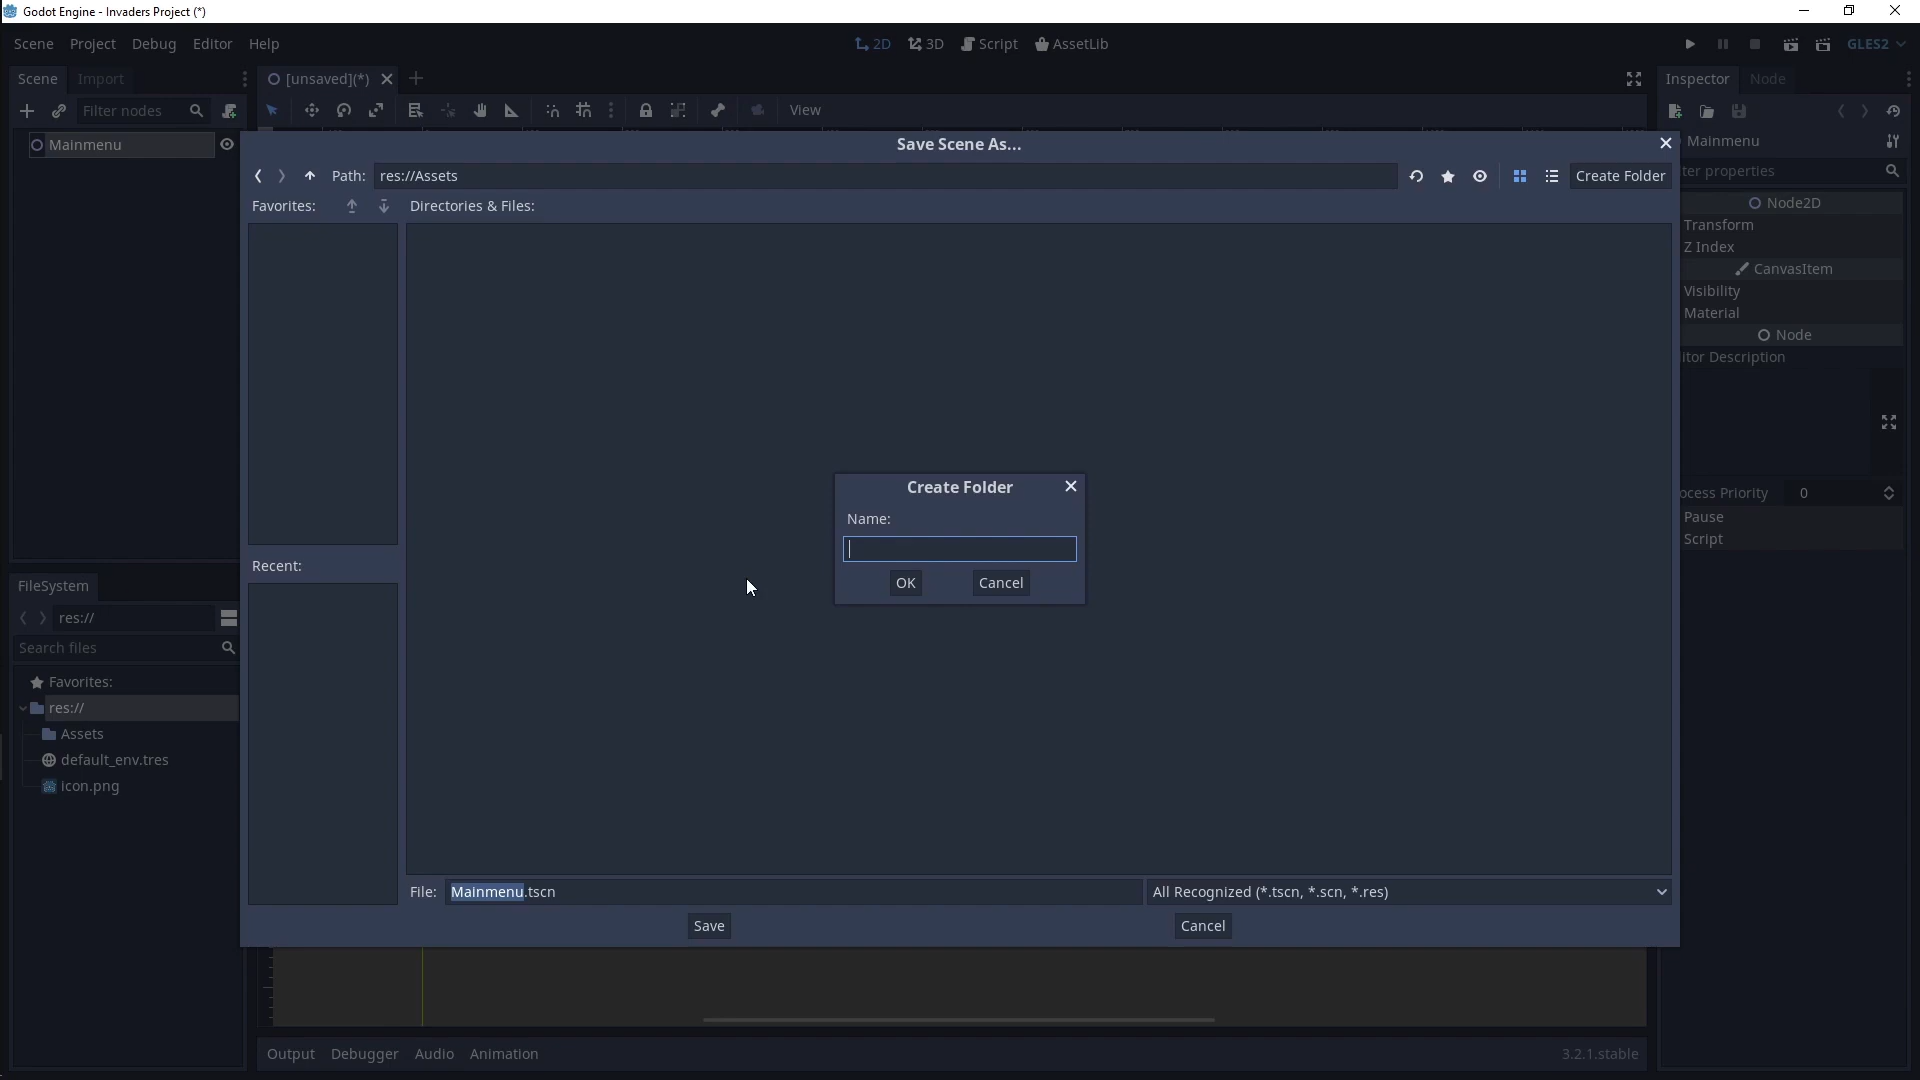 Godot Engine - Invaders Project (*)
Scene Project Debug Editor Help
2D 3D Script AssetLib
GLES2
Scene Import
[unsaved](*)
Inspector Node
Filter nodes
View
Mainmenu
Save Scene As...
Mainmenu
Path: res://Assets
Create Folder
ter properties
Favorites:
Directories & Files:
Node2D
Transform
Z Index
CanvasItem
Visibility
Material
Node
itor Description
Create Folder
Name:
OK Cancel
ocess Priority 0
Pause
Script
Recent:
FileSystem
res://
Search files
Favorites:
res://
Assets
default_env.tres
icon.png
File: Mainmenu.tscn
All Recognized (*.tscn, *.scn, *.res)
Save Cancel
Output Debugger Audio Animation
3.2.1.stable